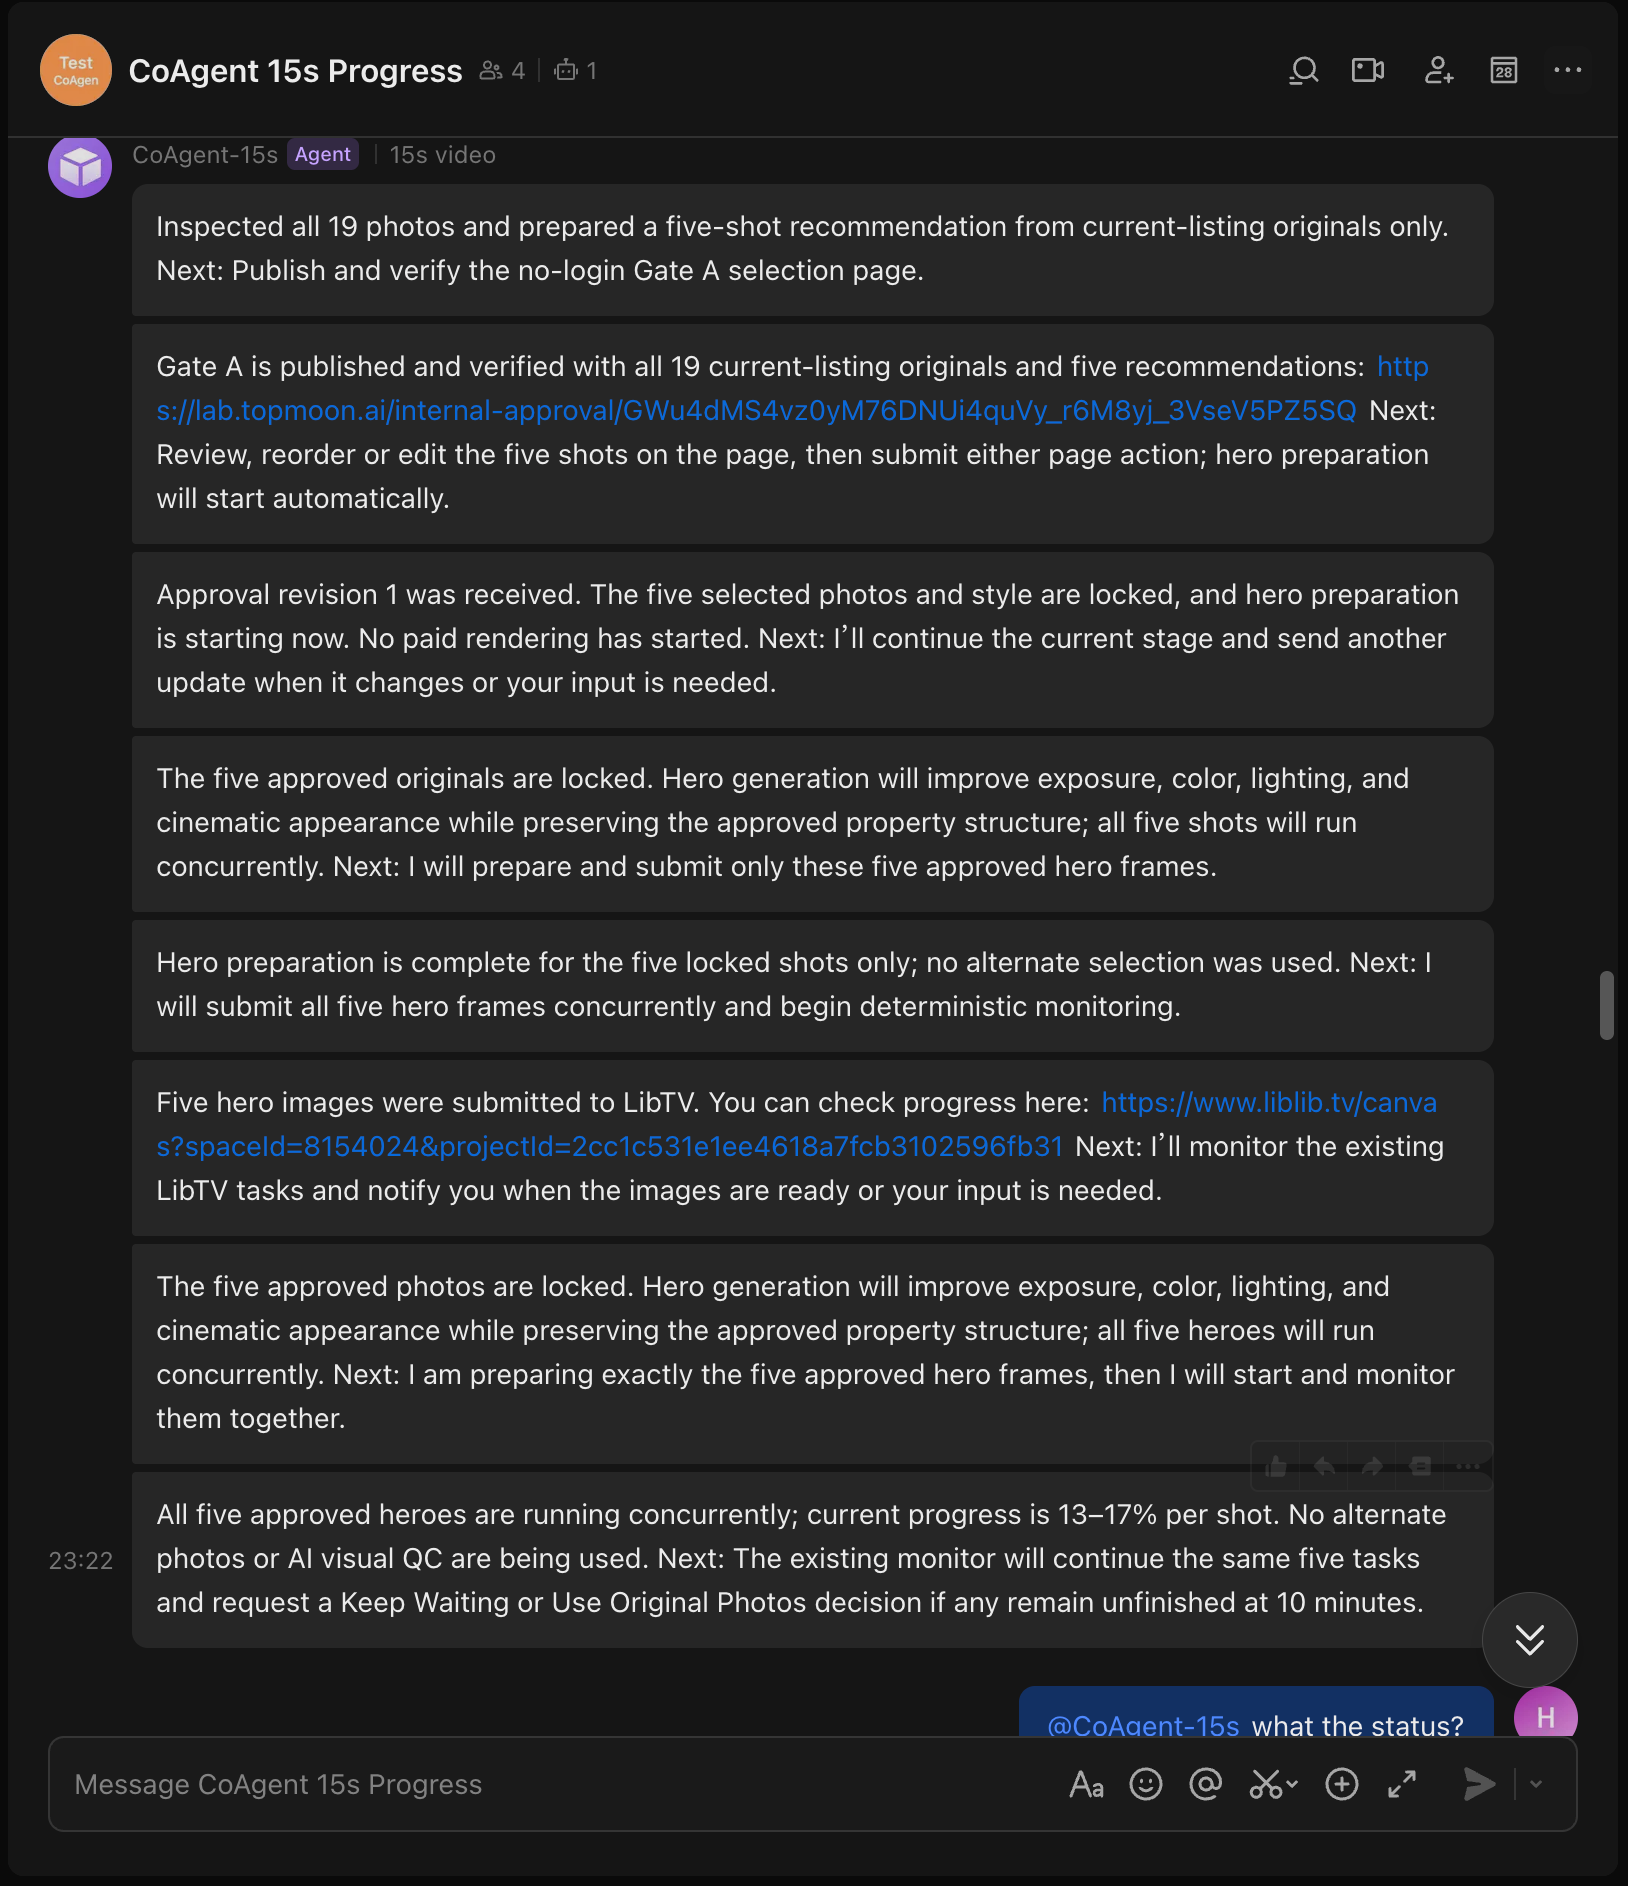 Test
CoAgen
CoAgent 15s Progress 4 1
28
CoAgent-15s Agent 15s video
Inspected all 19 photos and prepared a five-shot recommendation from current-listing originals only.
Next: Publish and verify the no-login Gate A selection page.
Gate A is published and verified with all 19 current-listing originals and five recommendations: http
s://lab.topmoon.ai/internal-approval/GWu4dMS4vz0yM76DNUi4quVy_r6M8yj_3VseV5PZ5SQ Next:
Review, reorder or edit the five shots on the page, then submit either page action; hero preparation
will start automatically.
Approval revision 1 was received. The five selected photos and style are locked, and hero preparation
is starting now. No paid rendering has started. Next: I’ll continue the current stage and send another
update when it changes or your input is needed.
The five approved originals are locked. Hero generation will improve exposure, color, lighting, and
cinematic appearance while preserving the approved property structure; all five shots will run
concurrently. Next: I will prepare and submit only these five approved hero frames.
Hero preparation is complete for the five locked shots only; no alternate selection was used. Next: I
will submit all five hero frames concurrently and begin deterministic monitoring.
Five hero images were submitted to LibTV. You can check progress here: https://www.liblib.tv/canva
s?spaceId=8154024&projectId=2cc1c531e1ee4618a7fcb3102596fb31 Next: I’ll monitor the existing
LibTV tasks and notify you when the images are ready or your input is needed.
The five approved photos are locked. Hero generation will improve exposure, color, lighting, and
cinematic appearance while preserving the approved property structure; all five heroes will run
concurrently. Next: I am preparing exactly the five approved hero frames, then I will start and monitor
them together.
All five approved heroes are running concurrently; current progress is 13–17% per shot. No alternate
photos or AI visual QC are being used. Next: The existing monitor will continue the same five tasks
and request a Keep Waiting or Use Original Photos decision if any remain unfinished at 10 minutes.
23:22
@CoAgent-15s what the status?
H
Message CoAgent 15s Progress
Aa